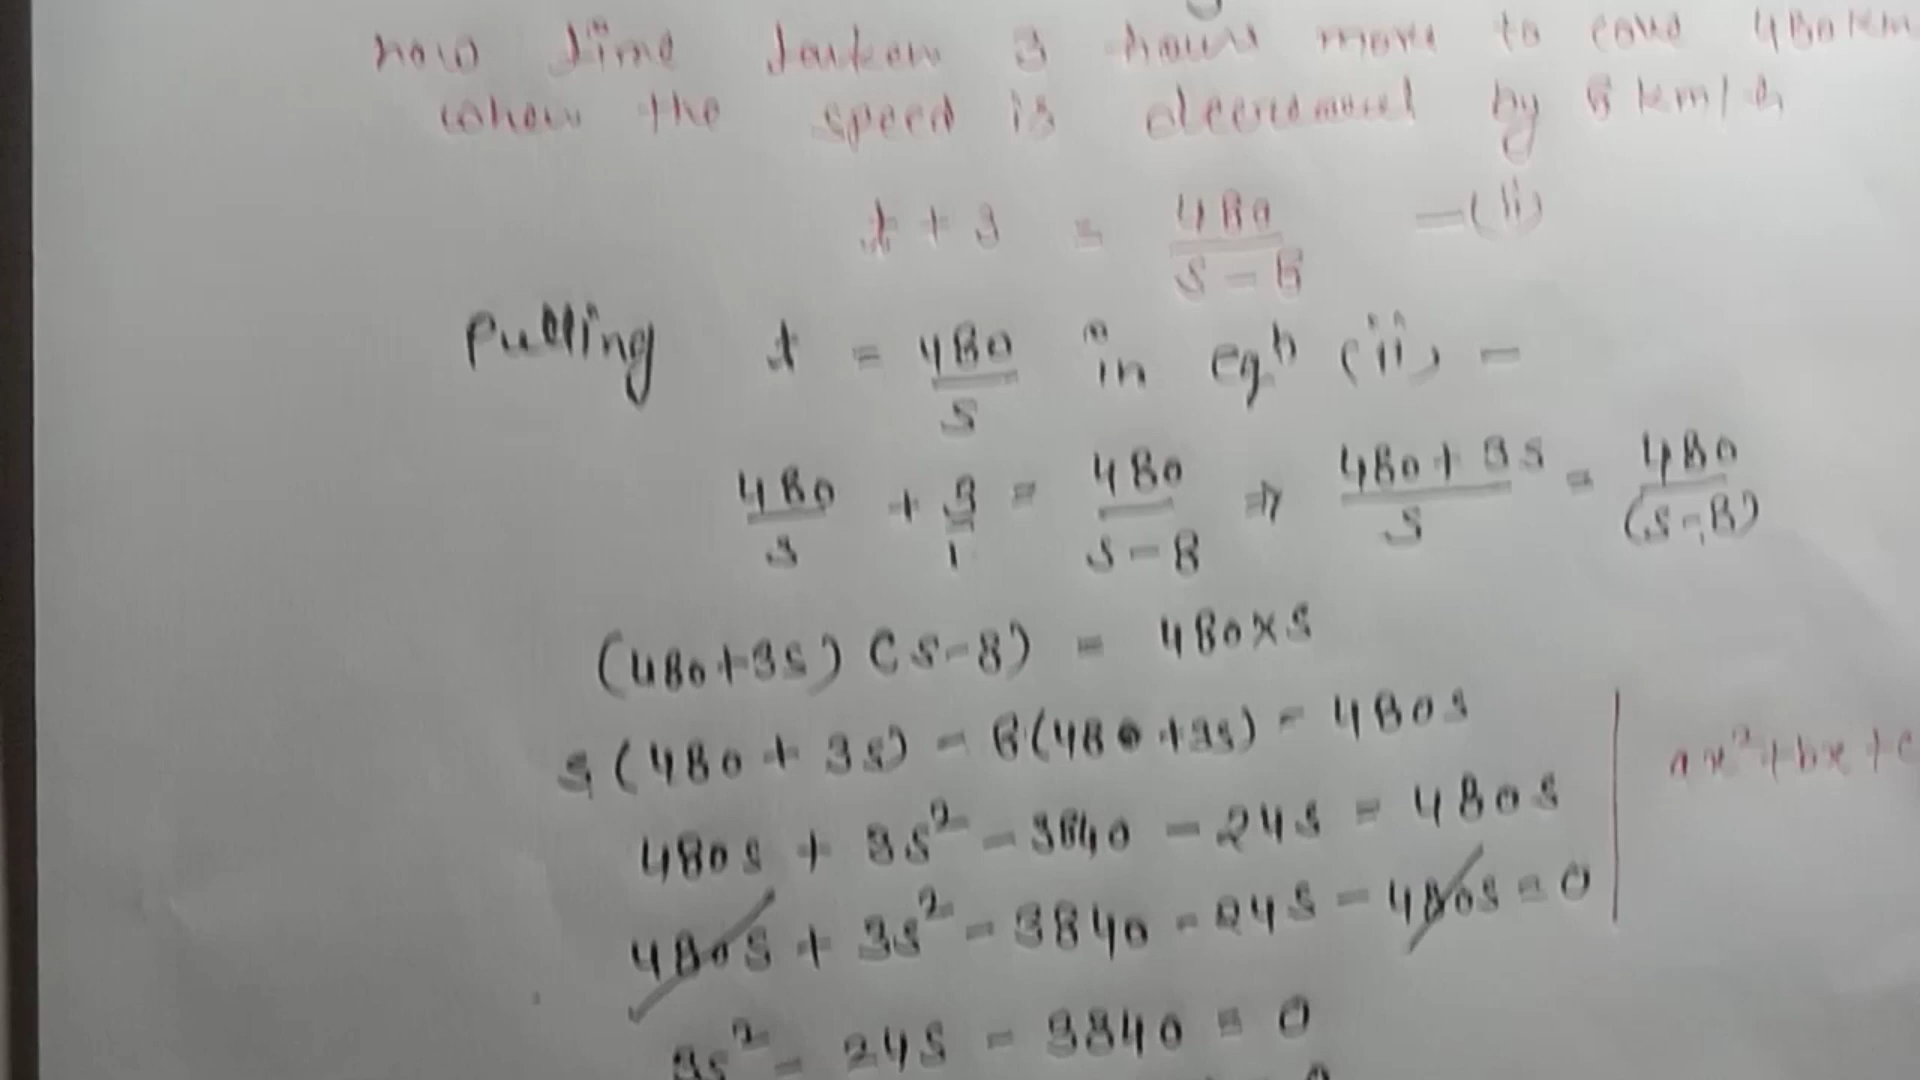 now time taken 3 hours more to cover 480 km
when the speed is decreased by 8 km/h
t + 3 = 480/(s - 8) — (ii)
Putting t = 480/s in eqn (ii) -
480/s + 3/1 = 480/(s - 8) ⇒ (480 + 3s)/s = 480/(s - 8)
(480 + 3s) (s - 8) = 480 × s
s (480 + 3s) - 8 (480 + 3s) = 480s
ax² + bx + c
480s + 3s² - 3840 - 24s = 480s
480s + 3s² - 3840 - 24s - 480s = 0
3s² - 24s - 3840 = 0